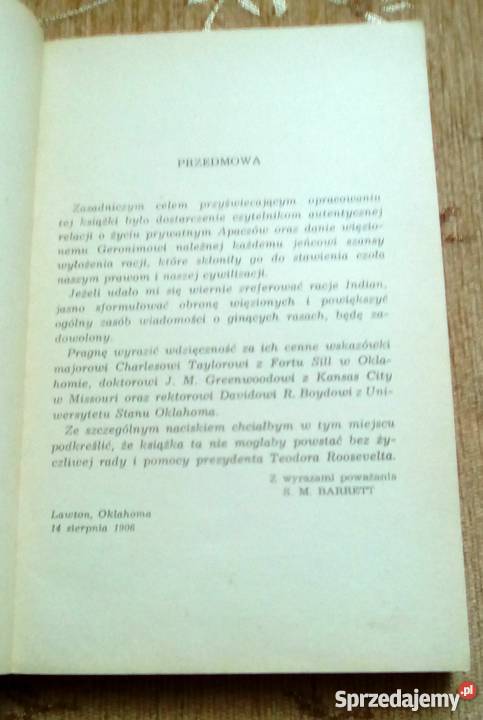 PRZEDMOWA
Zasadniczym celem przyświecającym opracowaniu
tej książki było dostarczenie czytelnikom autentycznej
relacji o życiu prywatnym Apaczów oraz danie więzio-
nemu Geronimowi należnej każdemu jeńcowi szansy
wyłożenia racji, które skłoniły go do stawienia czoła
naszym prawom i naszej cywilizacji.
Jeżeli udało mi się wiernie zreferować racje Indian,
jasno sformułować obronę więzionych i powiększyć
ogólny zasób wiadomości o ginących rasach, będę za-
dowolony.
Pragnę wyrazić wdzięczność za ich cenne wskazówki
majorowi Charlesowi Taylorowi z Fortu Sill w Okla-
homie, doktorowi J. M. Greenwoodowi z Kansas City
w Missouri oraz rektorowi Davidowi R. Boydowi z Uni-
wersytetu Stanu Oklahoma.
Ze szczególnym naciskiem chciałbym w tym miejscu
podkreślić, że książka ta nie mogłaby powstać bez ży-
czliwej rady i pomocy prezydenta Teodora Roosevelta.
Z wyrazami poważania
S. M. BARRETT
Lawton, Oklahoma
14 sierpnia 1906
Sprzedajemy.pl